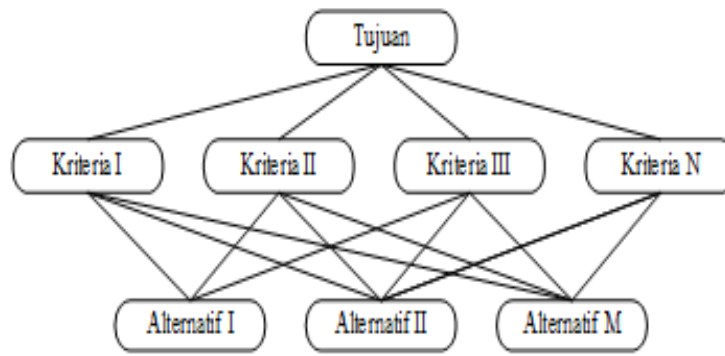 Tujuan
Kriteria I
Kriteria II
Kriteria III
Kriteria N
Alternatif I
Alternatif II
Alternatif M